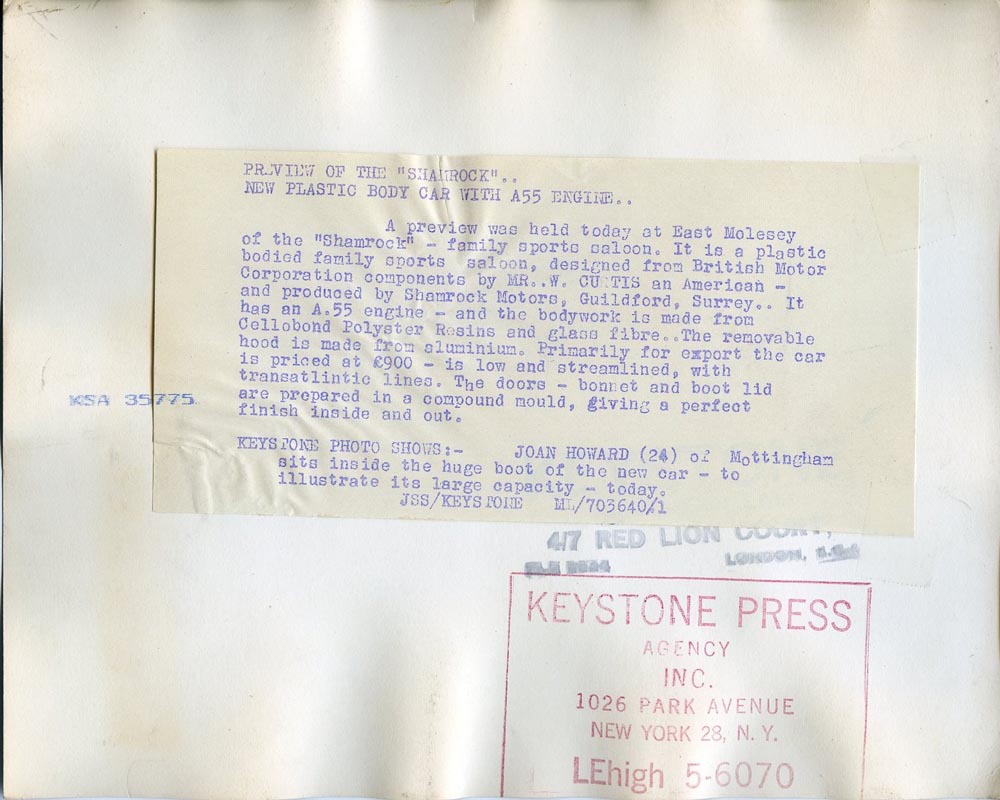 PREVIEW OF THE "SHAMROCK"..
NEW PLASTIC BODY CAR WITH A55 ENGINE..
A preview was held today at East Molesey
of the "Shamrock" - family sports saloon. It is a plastic
bodied family sports saloon, designed from British Motor
Corporation components by MR..W. CURTIS an American -
and produced by Shamrock Motors, Guildford, Surrey.. It
has an A.55 engine - and the bodywork is made from
Cellobond Polyster Resins and glass fibre..The removable
hood is made from aluminium. Primarily for export the car
is priced at £900 - is low and streamlined, with
transatlintic lines. The doors - bonnet and boot lid
are prepared in a compound mould, giving a perfect
finish inside and out.
KSA 35775
KEYSTONE PHOTO SHOWS:- JOAN HOWARD (24) of Mottingham
sits inside the huge boot of the new car - to
illustrate its large capacity - today.
JSS/KEYSTONE ML/703640/1
4/7 RED LION COURT,
LONDON,
KEYSTONE PRESS
AGENCY
INC.
1026 PARK AVENUE
NEW YORK 28, N. Y.
LEhigh 5-6070